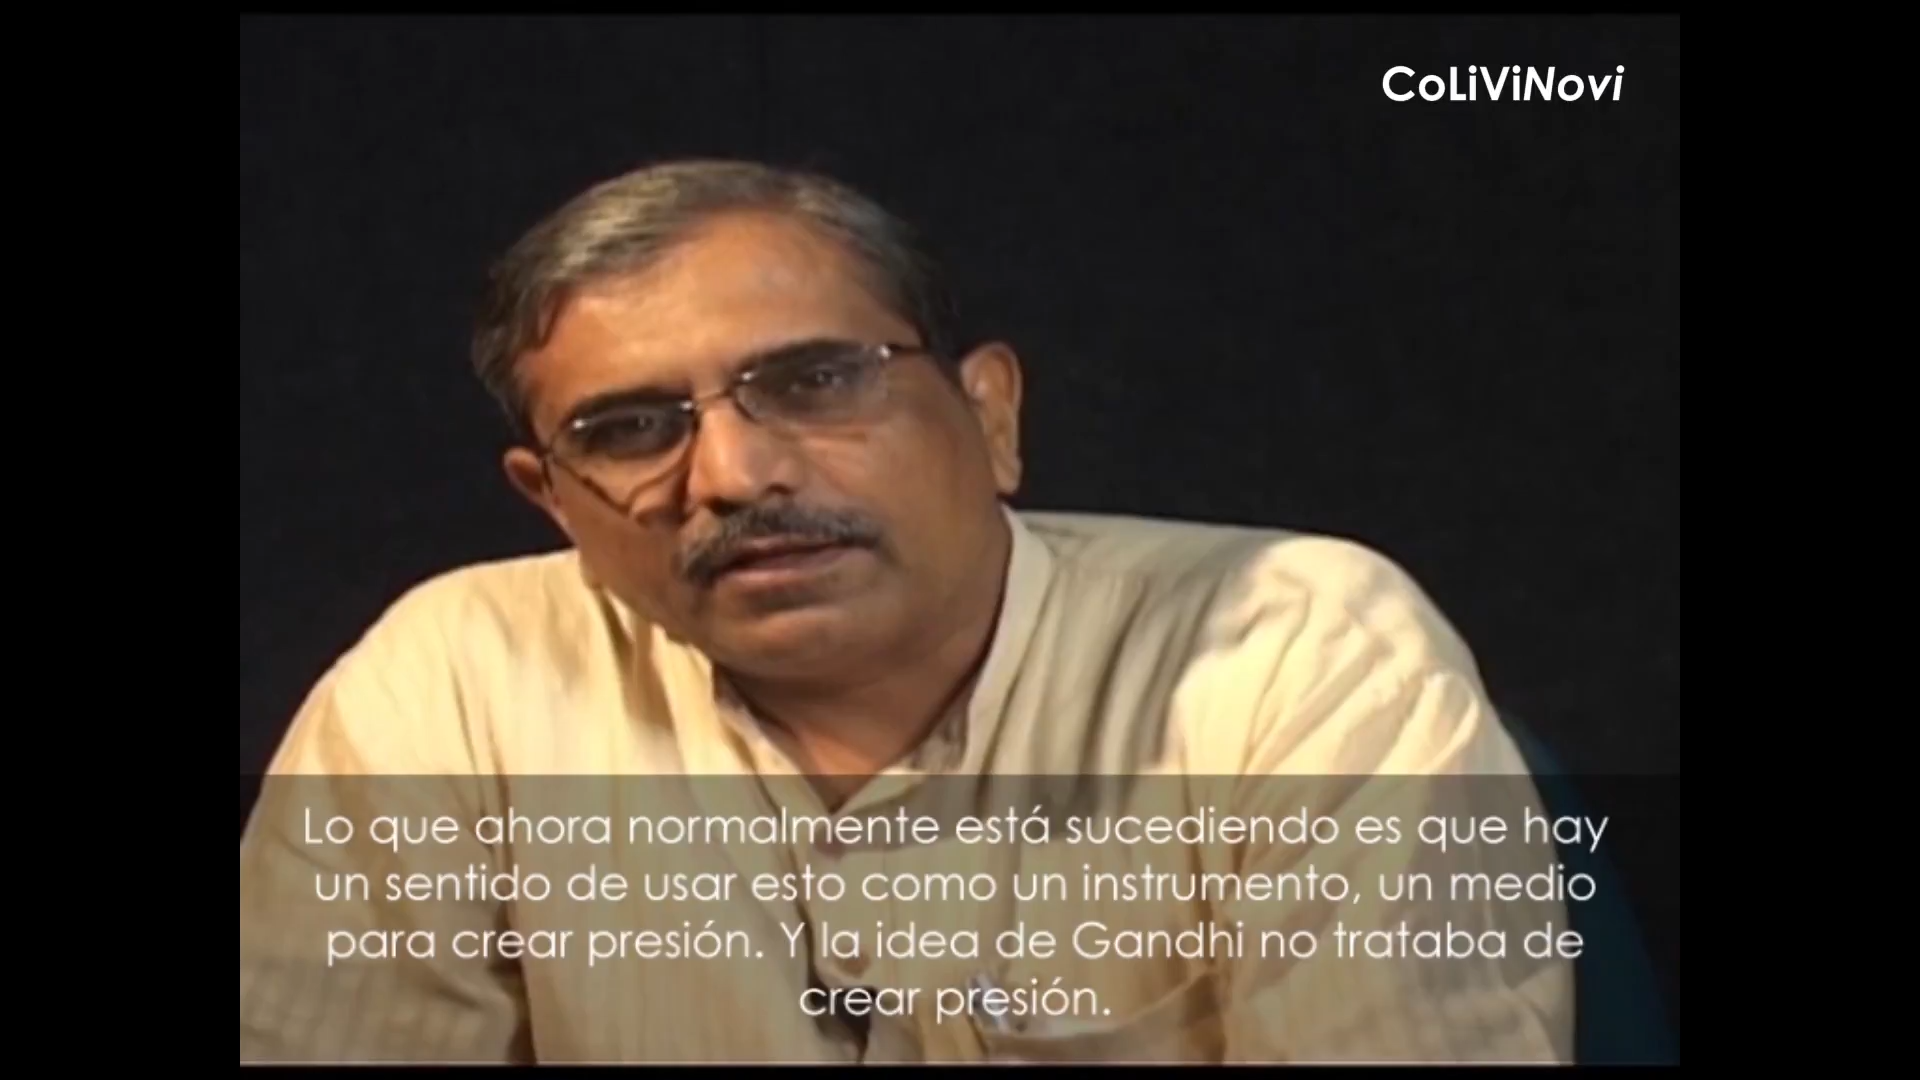 CoLiViNovi
Lo que ahora normalmente está sucediendo es que hay
un sentido de usar esto como un instrumento, un medio
para crear presión. Y la idea de Gandhi no trataba de
crear presión.